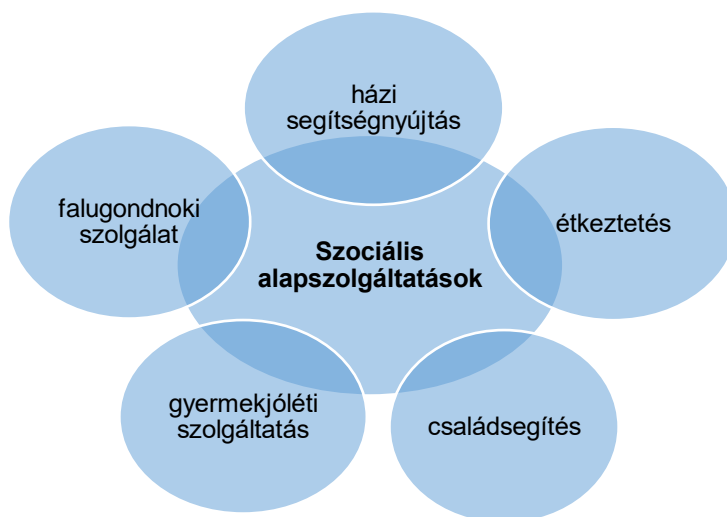 házi
segítségnyújtás
falugondnoki
szolgálat
étkeztetés
Szociális
alapszolgáltatások
gyermekjóléti
szolgáltatás
családsegítés